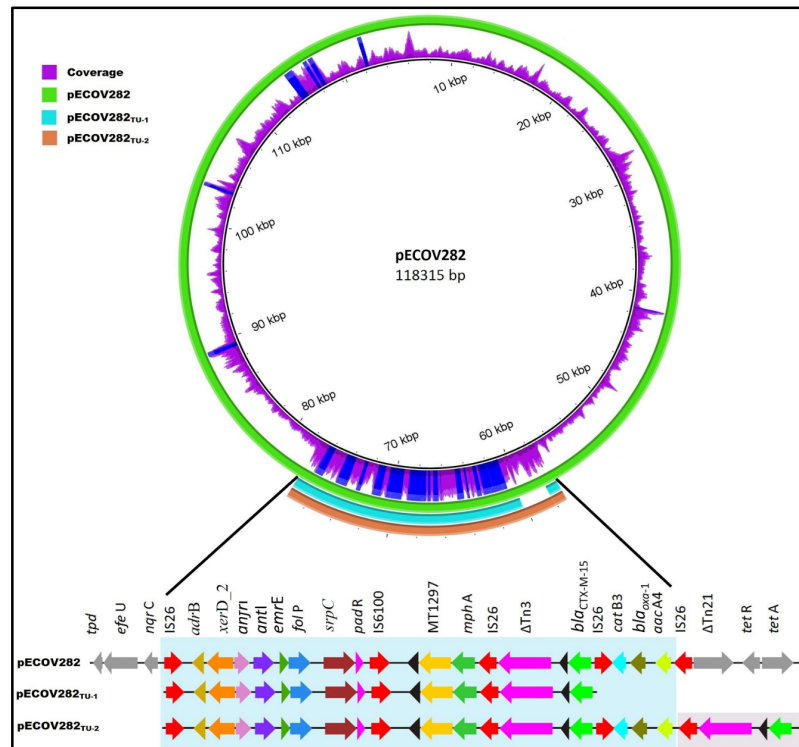 Coverage
pECOV282
pECOV282TU-1
pECOV282TU-2
10 kbp
20 kbp
30 kbp
40 kbp
50 kbp
60 kbp
70 kbp
80 kbp
90 kbp
100 kbp
110 kbp
pECOV282
118315 bp
tpd
efe U
nqr C
IS26
adrB
xerD_2
anjri
antI
emrE
fol P
srpC
padR
IS6100
MT1297
mph A
IS26
ΔTn3
blaCTX-M-15
IS26
cat B3
blaoxa-1
aac A4
IS26
ΔTn21
tet R
tet A
pECOV282
pECOV282TU-1
pECOV282TU-2